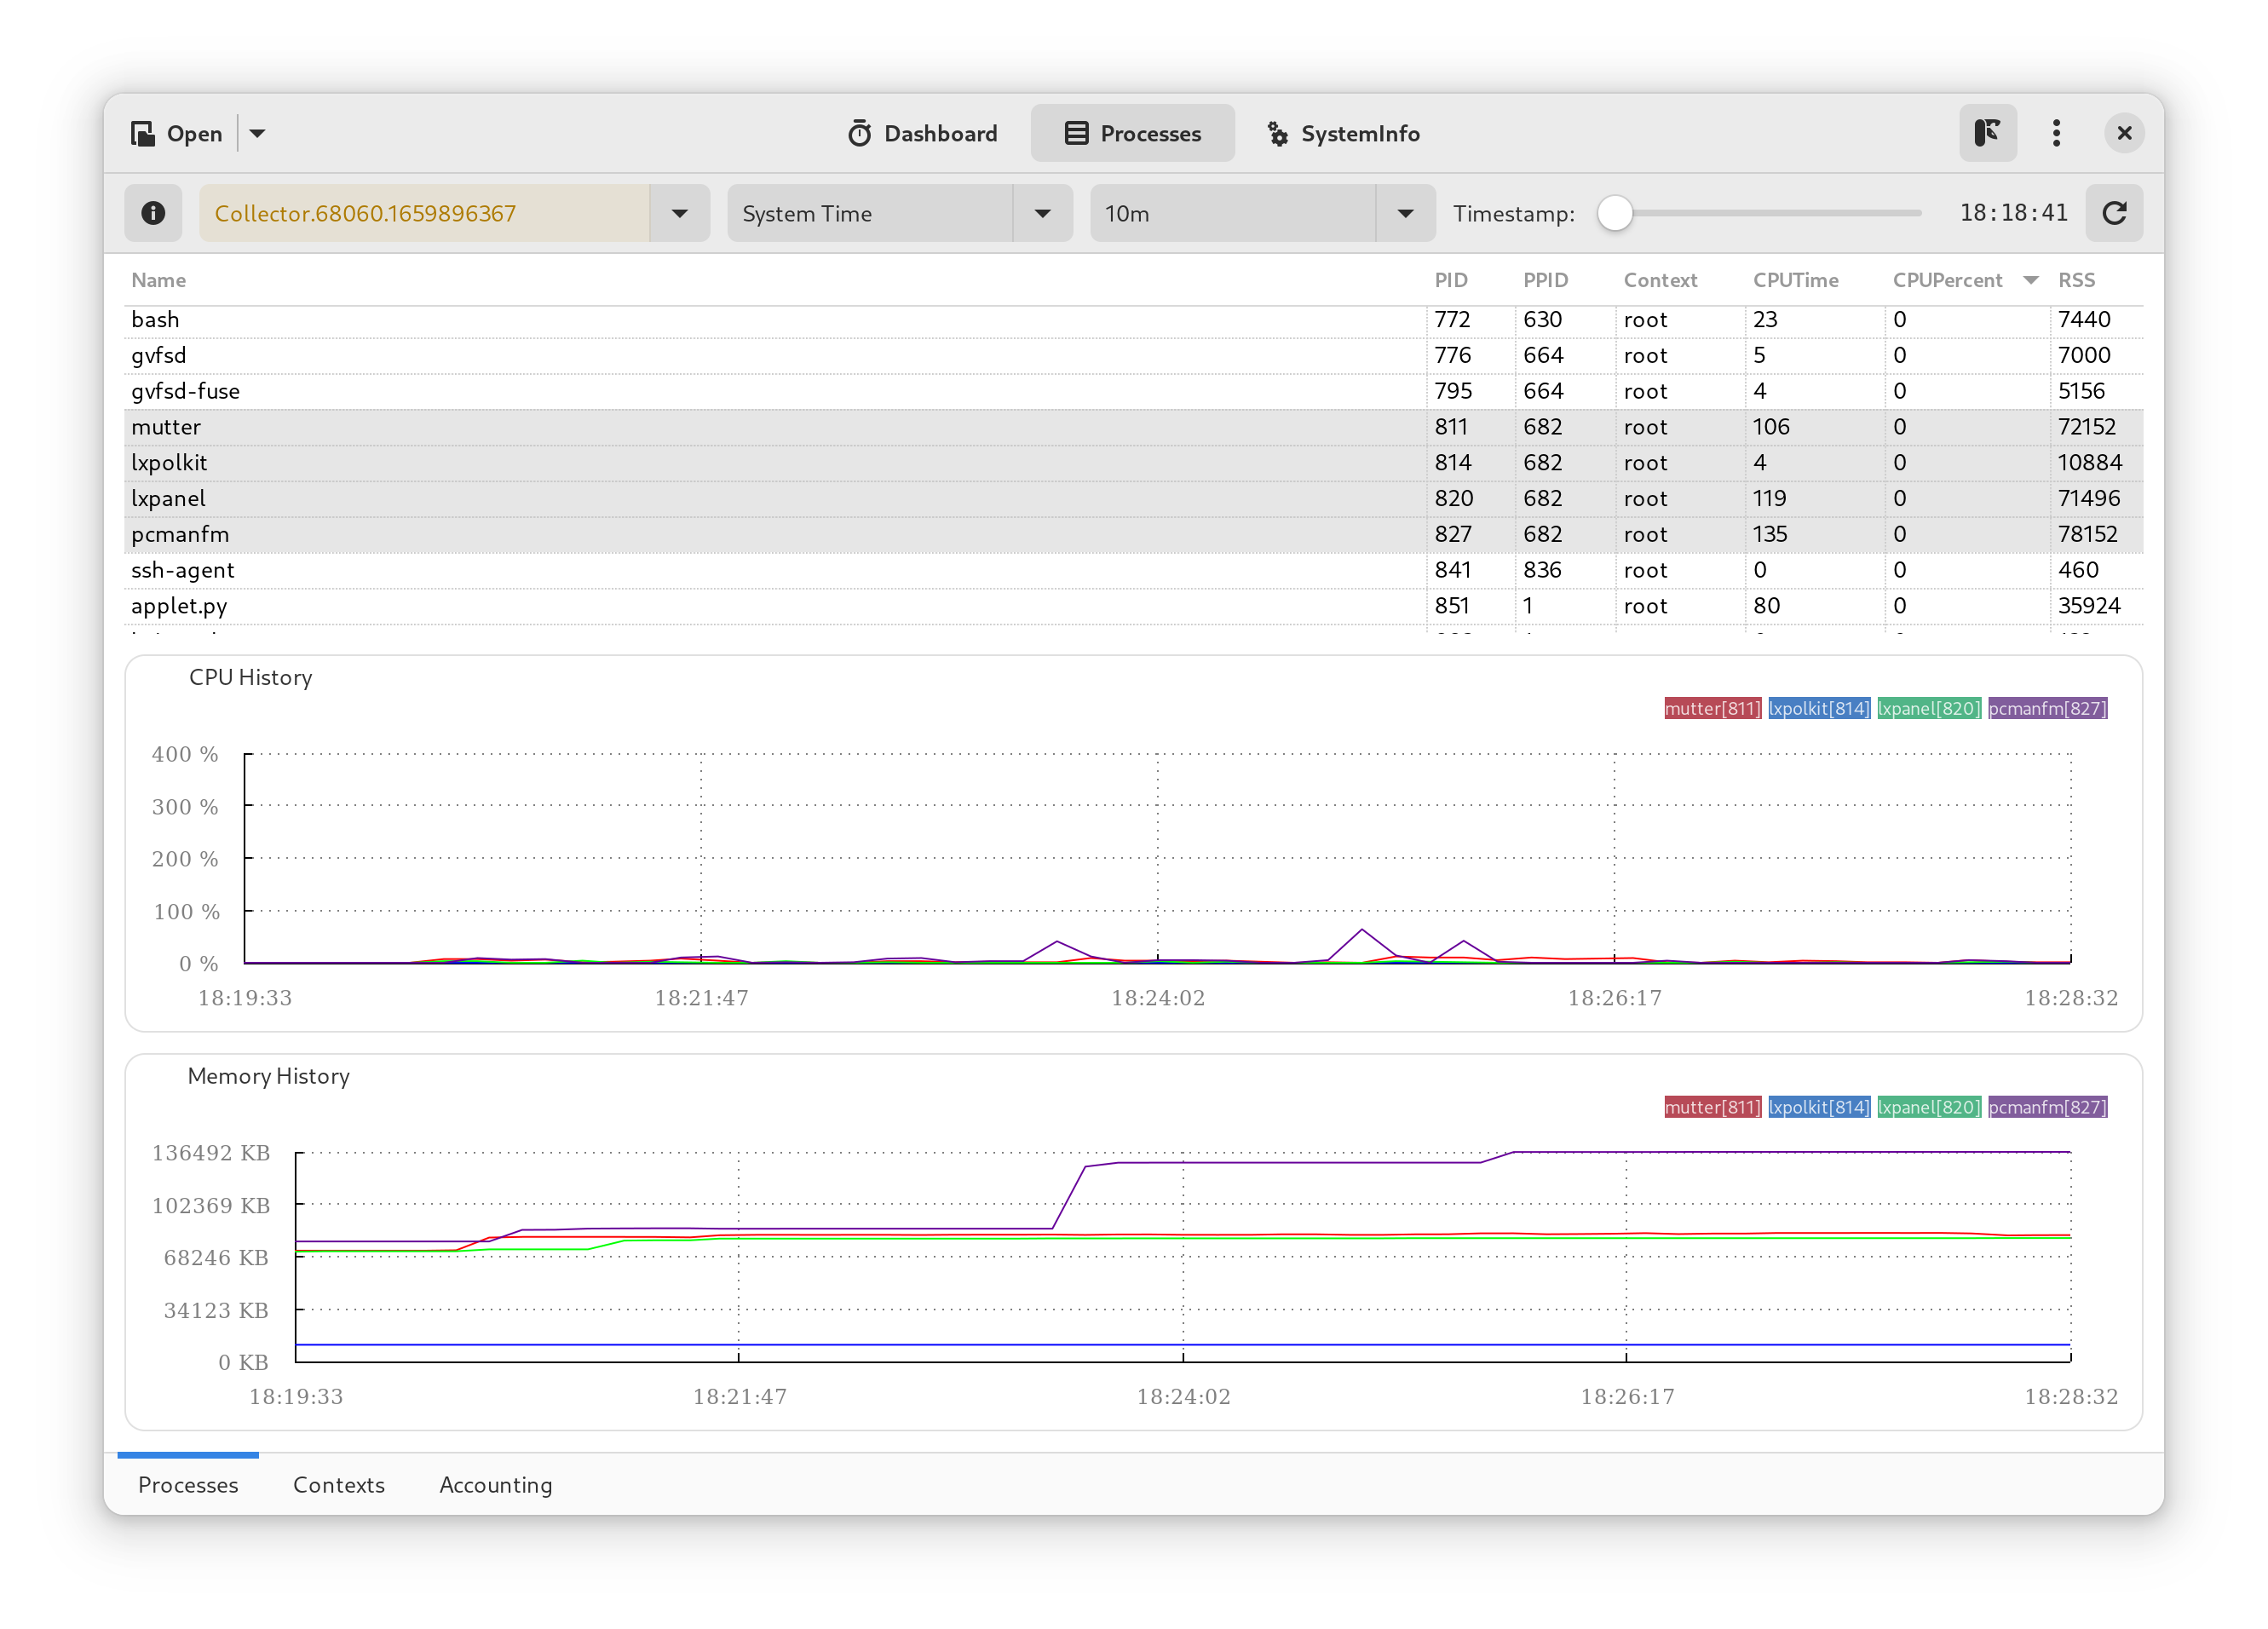 Open Dashboard Processes SystemInfo
Collector.68060.1659896367 System Time 10m Timestamp: 18:18:41
Name PID PPID Context CPUTime CPUPercent RSS
bash 772 630 root 23 0 7440
gvfsd 776 664 root 5 0 7000
gvfsd-fuse 795 664 root 4 0 5156
mutter 811 682 root 106 0 72152
lxpolkit 814 682 root 4 0 10884
lxpanel 820 682 root 119 0 71496
pcmanfm 827 682 root 135 0 78152
ssh-agent 841 836 root 0 0 460
applet.py 851 1 root 80 0 35924
CPU History
mutter[811] lxpolkit[814] lxpanel[820] pcmanfm[827]
400 %
300 %
200 %
100 %
0 %
18:19:33 18:21:47 18:24:02 18:26:17 18:28:32
Memory History
mutter[811] lxpolkit[814] lxpanel[820] pcmanfm[827]
136492 KB
102369 KB
68246 KB
34123 KB
0 KB
18:19:33 18:21:47 18:24:02 18:26:17 18:28:32
Processes Contexts Accounting